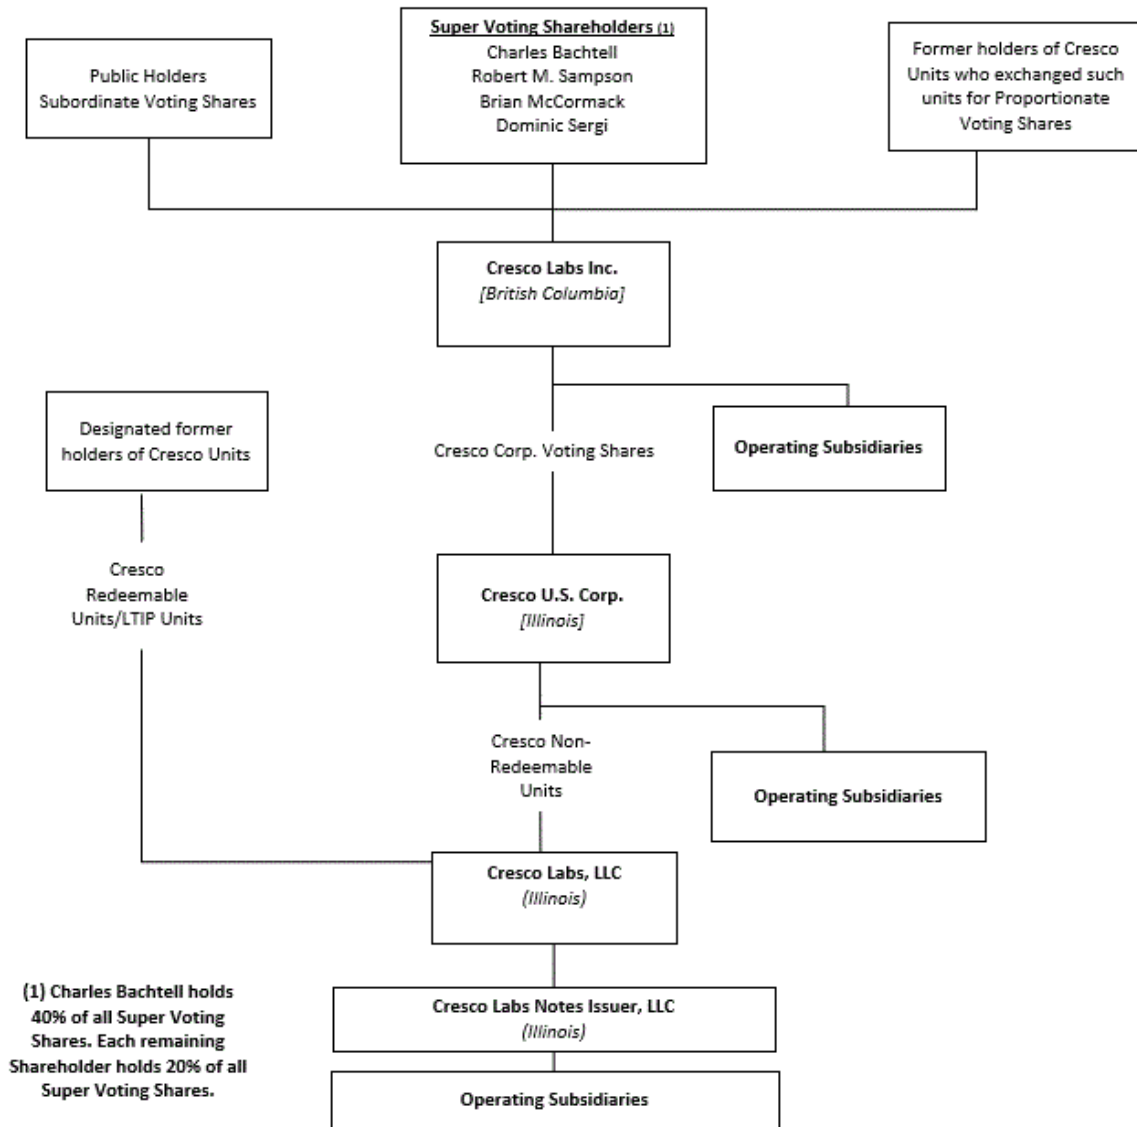 Public Holders
Subordinate Voting Shares
Super Voting Shareholders (1)
Charles Bachtell
Robert M. Sampson
Brian McCormack
Dominic Sergi
Former holders of Cresco
Units who exchanged such
units for Proportionate
Voting Shares
Cresco Labs Inc.
[British Columbia]
Designated former
holders of Cresco Units
Cresco Corp. Voting Shares
Operating Subsidiaries
Cresco
Redeemable
Units/LTIP Units
Cresco U.S. Corp.
[Illinois]
Cresco Non-
Redeemable
Units
Operating Subsidiaries
Cresco Labs, LLC
(Illinois)
(1) Charles Bachtell holds
40% of all Super Voting
Shares. Each remaining
Shareholder holds 20% of all
Super Voting Shares.
Cresco Labs Notes Issuer, LLC
(Illinois)
Operating Subsidiaries